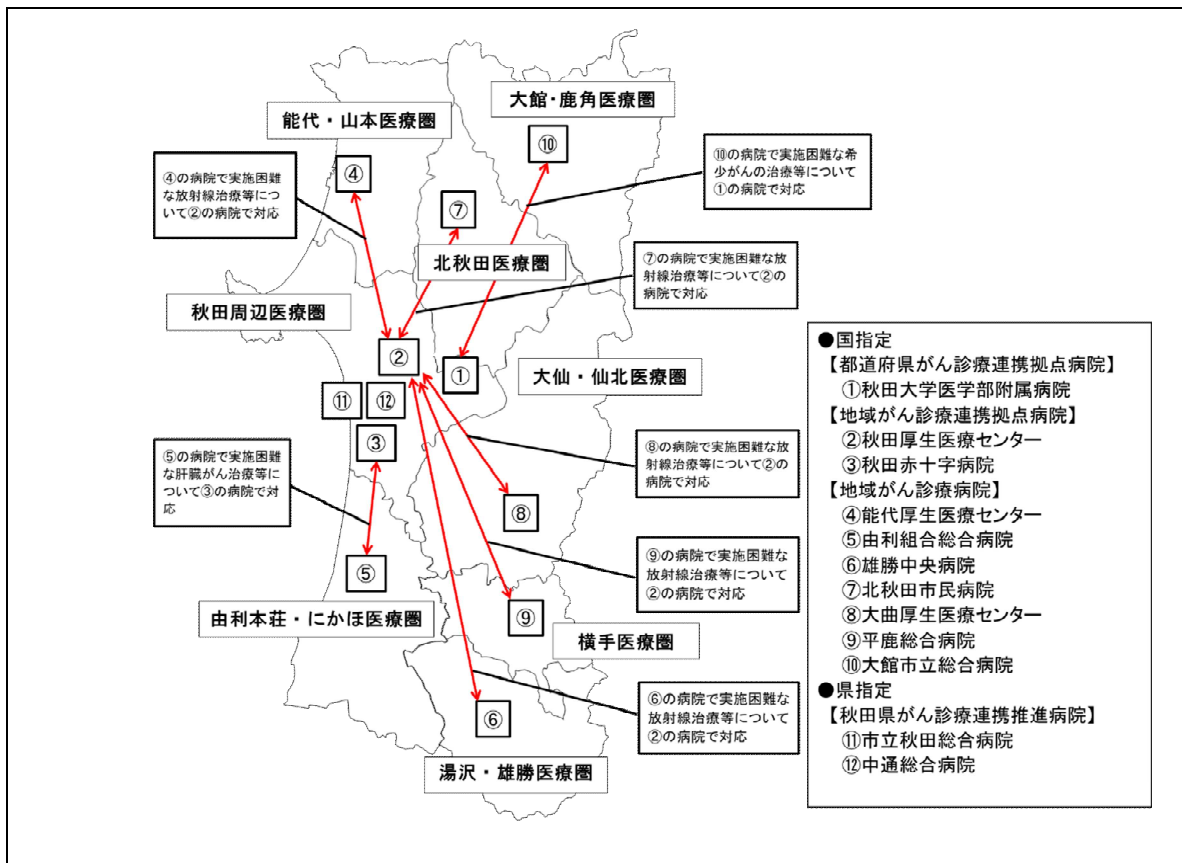 大館・鹿角医療圏
能代・山本医療圏
⑩
⑩の病院で実施困難な希
少がんの治療等について
①の病院で対応
④の病院で実施困難
な放射線治療等につ
いて②の病院で対応
④
⑦
北秋田医療圏
⑦の病院で実施困難な放
射線治療等について②の
病院で対応
秋田周辺医療圏
②
①
大仙・仙北医療圏
⑪
⑫
③
⑤の病院で実施困難
な肝臓がん治療等に
ついて③の病院で対
応
⑧の病院で実施困難な放
射線治療等について②の
病院で対応
⑧
⑤
⑨の病院で実施困難な
放射線治療等について
②の病院で対応
由利本荘・にかほ医療圏
⑨
横手医療圏
⑥
⑥の病院で実施困難な
放射線治療等について
②の病院で対応
湯沢・雄勝医療圏
●国指定
【都道府県がん診療連携拠点病院】
①秋田大学医学部附属病院
【地域がん診療連携拠点病院】
②秋田厚生医療センター
③秋田赤十字病院
【地域がん診療病院】
④能代厚生医療センター
⑤由利組合総合病院
⑥雄勝中央病院
⑦北秋田市民病院
⑧大曲厚生医療センター
⑨平鹿総合病院
⑩大館市立総合病院
●県指定
【秋田県がん診療連携推進病院】
⑪市立秋田総合病院
⑫中通総合病院